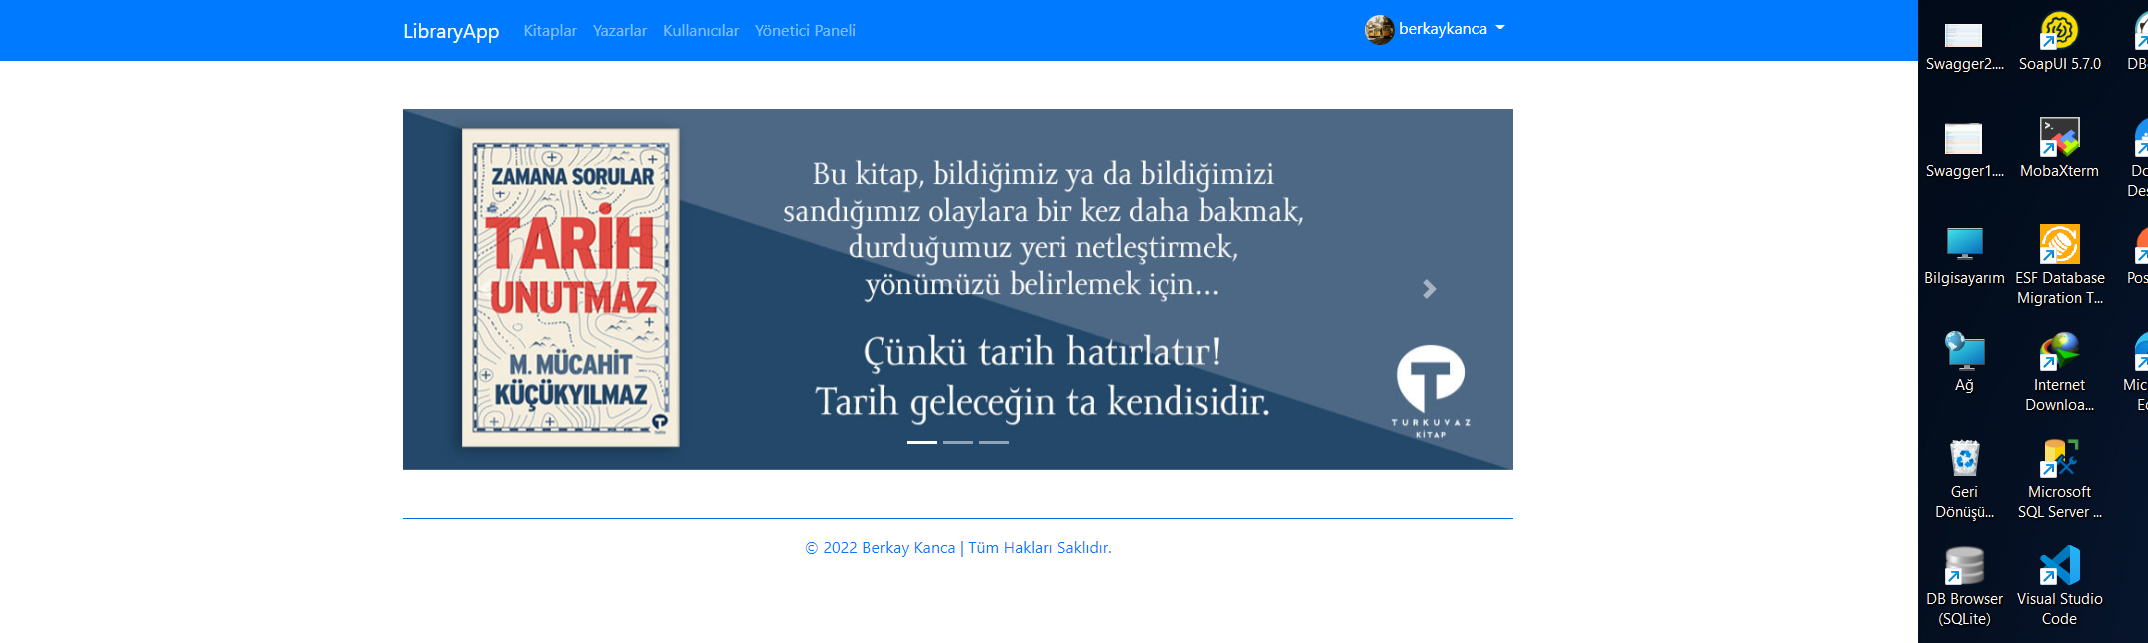 LibraryApp Kitaplar Yazarlar Kullanıcılar Yönetici Paneli berkaykanca
ZAMANA SORULAR
TARİH
UNUTMAZ
M. MÜCAHİT
KÜÇÜKYILMAZ
Bu kitap, bildiğimiz ya da bildiğimizi
sandığımız olaylara bir kez daha bakmak,
durduğumuz yeri netleştirmek,
yönümüzü belirlemek için...
Çünkü tarih hatırlatır!
Tarih geleceğin ta kendisidir.
TURKUVAZ
KİTAP
© 2022 Berkay Kanca | Tüm Hakları Saklıdır.
Swagger2....
SoapUI 5.7.0
DB
Swagger1....
MobaXterm
Do
Des
Bilgisayarım
ESF Database
Migration T...
Pos
Ağ
Internet
Downloa...
Mic
Ec
Geri
Dönüşü...
Microsoft
SQL Server ...
DB Browser
(SQLite)
Visual Studio
Code